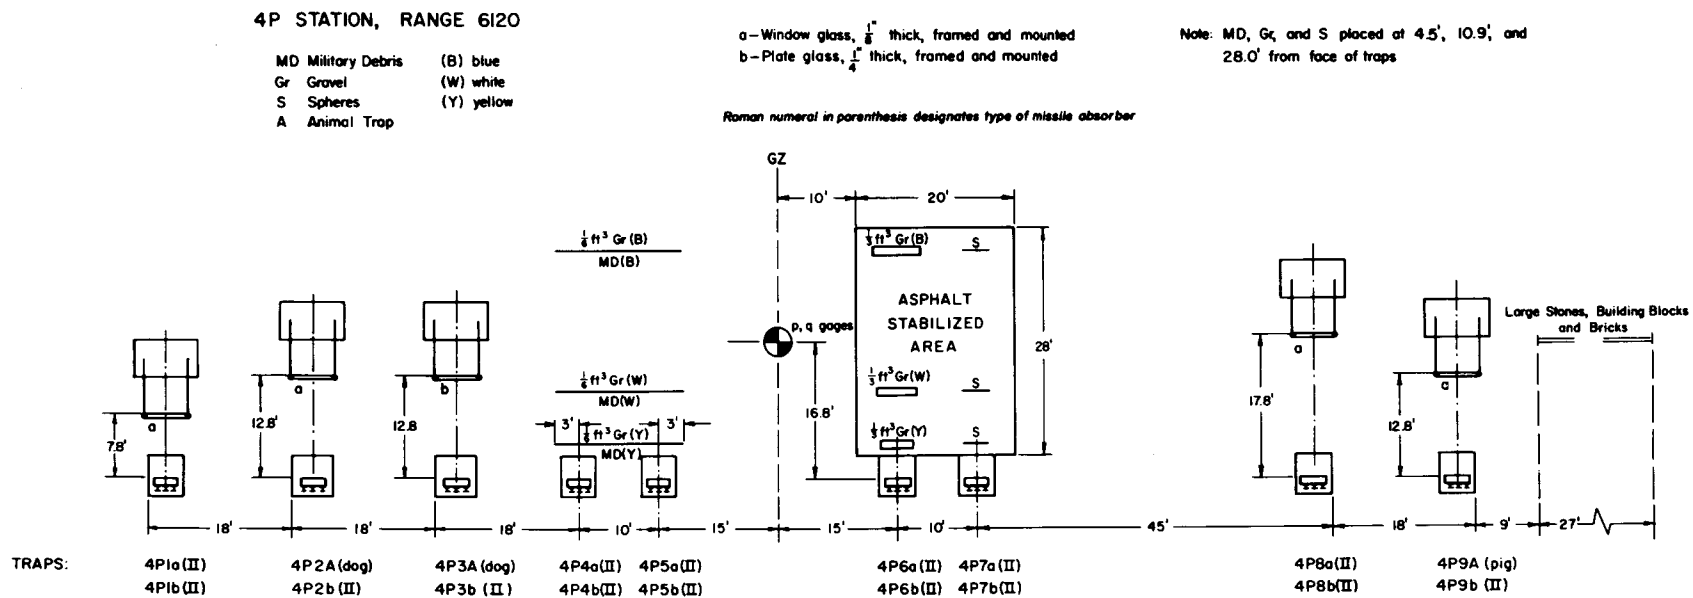 4P STATION, RANGE 6120
MD Military Debris (B) blue
Gr Gravel (W) white
S Spheres (Y) yellow
A Animal Trap
a-Window glass, 1/8" thick, framed and mounted
b-Plate glass, 1/4" thick, framed and mounted
Roman numeral in parenthesis designates type of missile absorber
Note: MD, Gr, and S placed at 4.5', 10.9', and
28.0' from face of traps
GZ
10' 20'
1/6 ft³ Gr(B)
MD(B)
1/3 ft³ Gr(B) S
ASPHALT
STABILIZED
AREA
28'
p, q gages
Large Stones, Building Blocks
and Bricks
a
a
b
a
a
1/6 ft³ Gr(W)
MD(W)
1/3 ft³ Gr(W) S
7.8'
12.8'
12.8
3' 1/6 ft³ Gr(Y) 3'
MD(Y)
16.8'
1/3 ft³ Gr(Y) S
17.8'
12.8'
18' 18' 18' 10' 15' 15' 10' 45' 18' 9' 27'
TRAPS: 4P1a(II) 4P2A(dog) 4P3A(dog) 4P4a(II) 4P5a(II) 4P6a(II) 4P7a(II) 4P8a(II) 4P9A (pig)
4P1b(II) 4P2b(II) 4P3b (II) 4P4b(II) 4P5b(II) 4P6b(II) 4P7b(II) 4P8b(II) 4P9b (II)